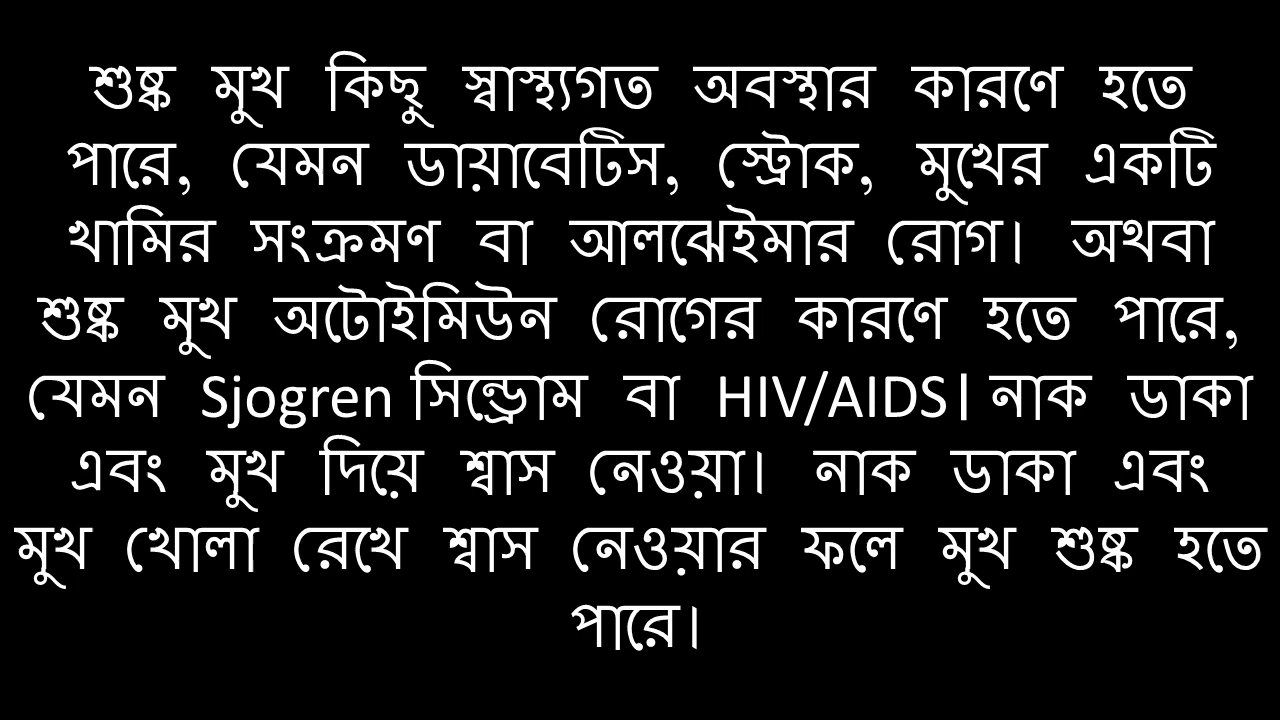 শুষ্ক মুখ কিছু স্বাস্থ্যগত অবস্থার কারণে হতে
পারে, যেমন ডায়াবেটিস, স্ট্রোক, মুখের একটি
খামির সংক্রমণ বা আলঝেইমার রোগ। অথবা
শুষ্ক মুখ অটোইমিউন রোগের কারণে হতে পারে,
যেমন Sjogren সিন্ড্রোম বা HIV/AIDS। নাক ডাকা
এবং মুখ দিয়ে শ্বাস নেওয়া। নাক ডাকা এবং
মুখ খোলা রেখে শ্বাস নেওয়ার ফলে মুখ শুষ্ক হতে
পারে।